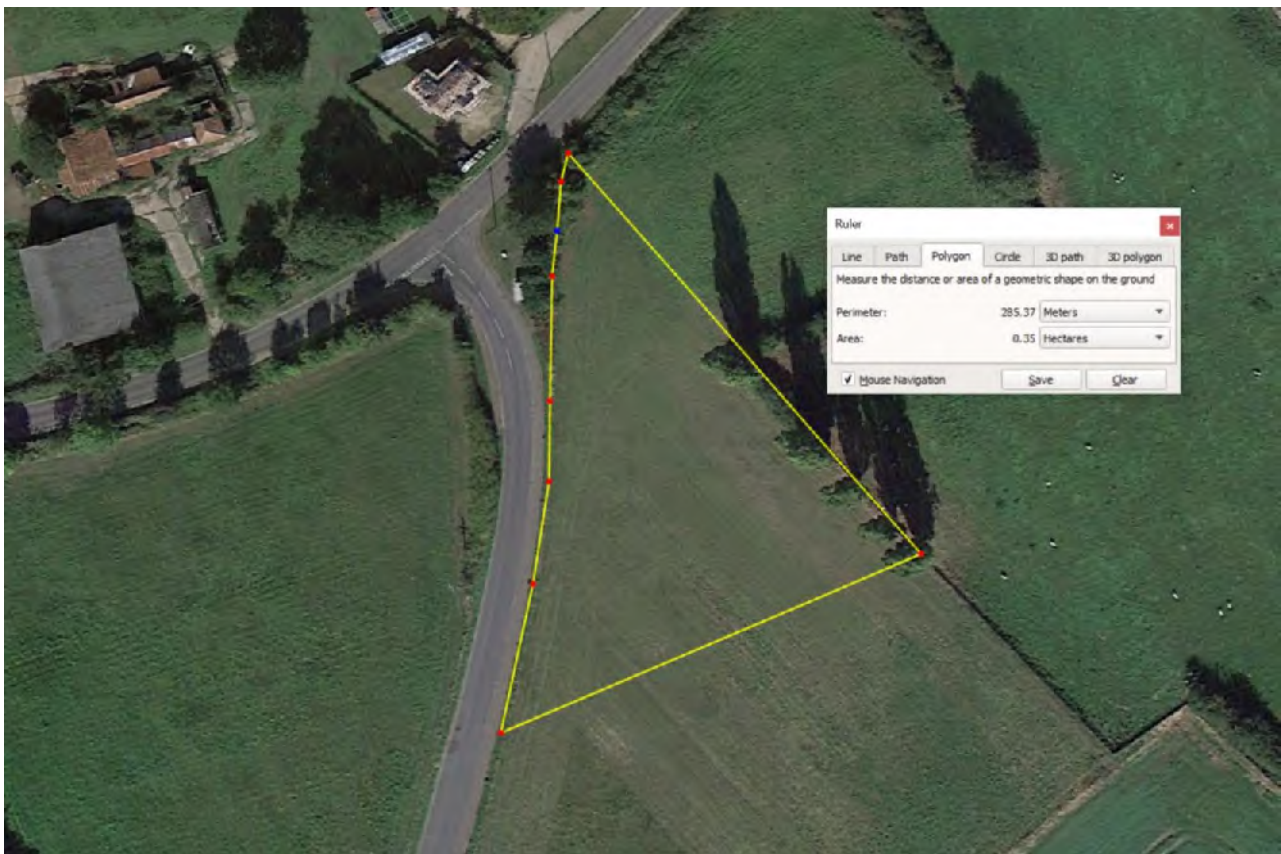 Ruler
Line Path Polygon Circle 3D path 3D polygon
Measure the distance or area of a geometric shape on the ground
Perimeter: 285.37 Meters
Area: 0.35 Hectares
Mouse Navigation Save Clear